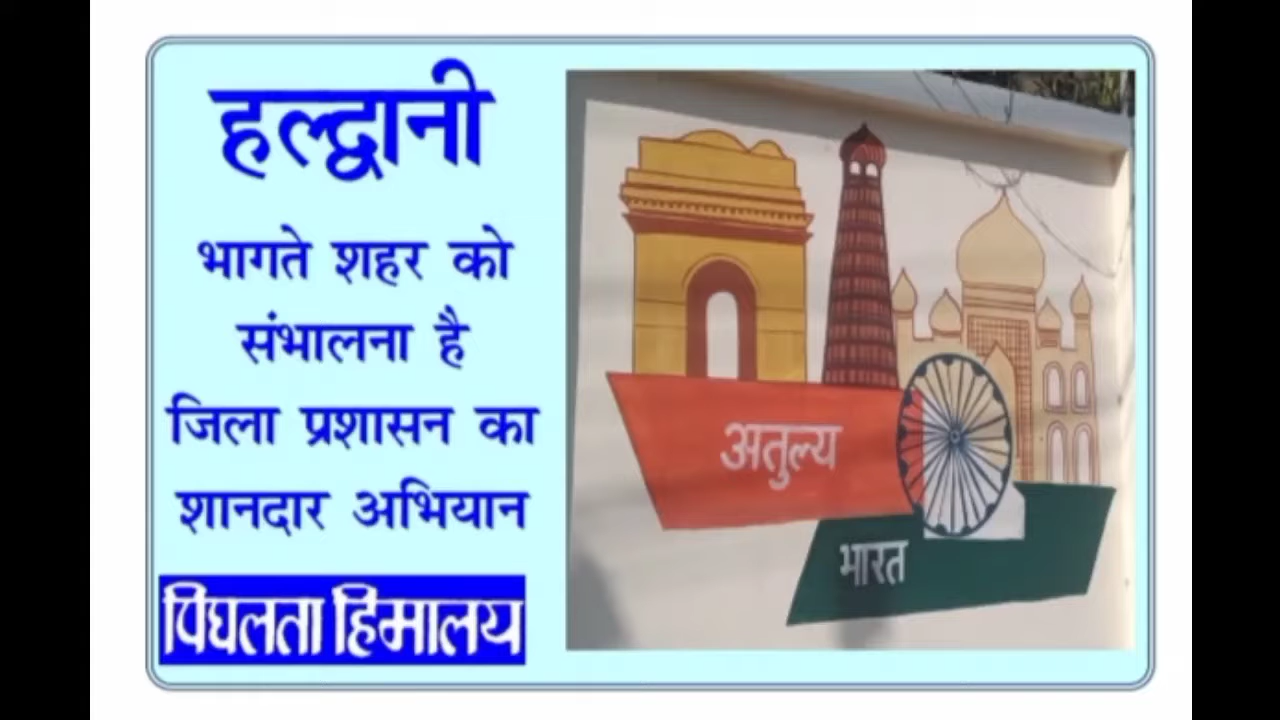 हल्द्वानी
भागते शहर को
संभालना है
जिला प्रशासन का
शानदार अभियान
पिघलता हिमालय
अतुल्य
भारत